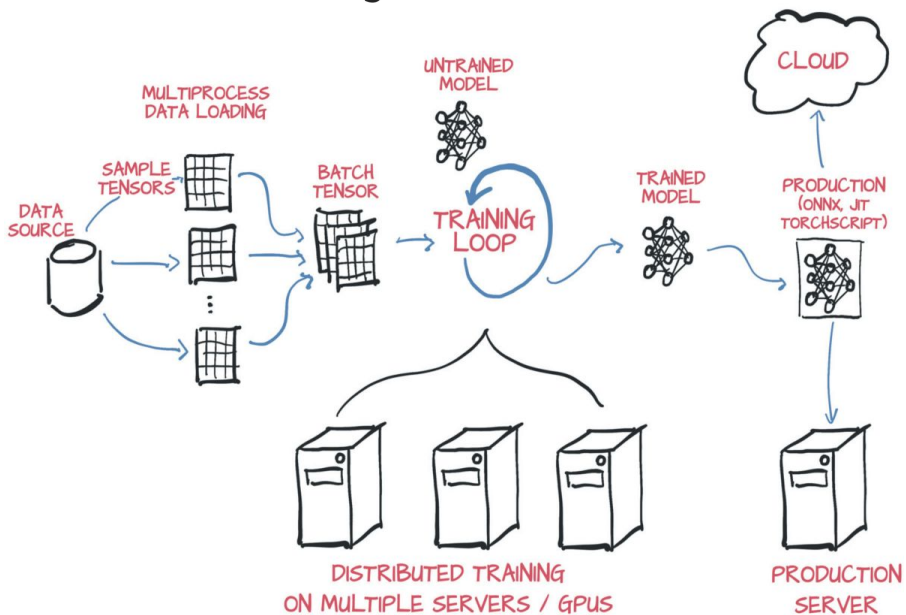 CLOUD
UNTRAINED
MODEL
MULTIPROCESS
DATA LOADING
SAMPLE
TENSORS
BATCH
TENSOR
TRAINED
MODEL
PRODUCTION
(ONNX, JIT
TORCHSCRIPT)
DATA
SOURCE
TRAINING
LOOP
...
DISTRIBUTED TRAINING
ON MULTIPLE SERVERS / GPUS
PRODUCTION
SERVER